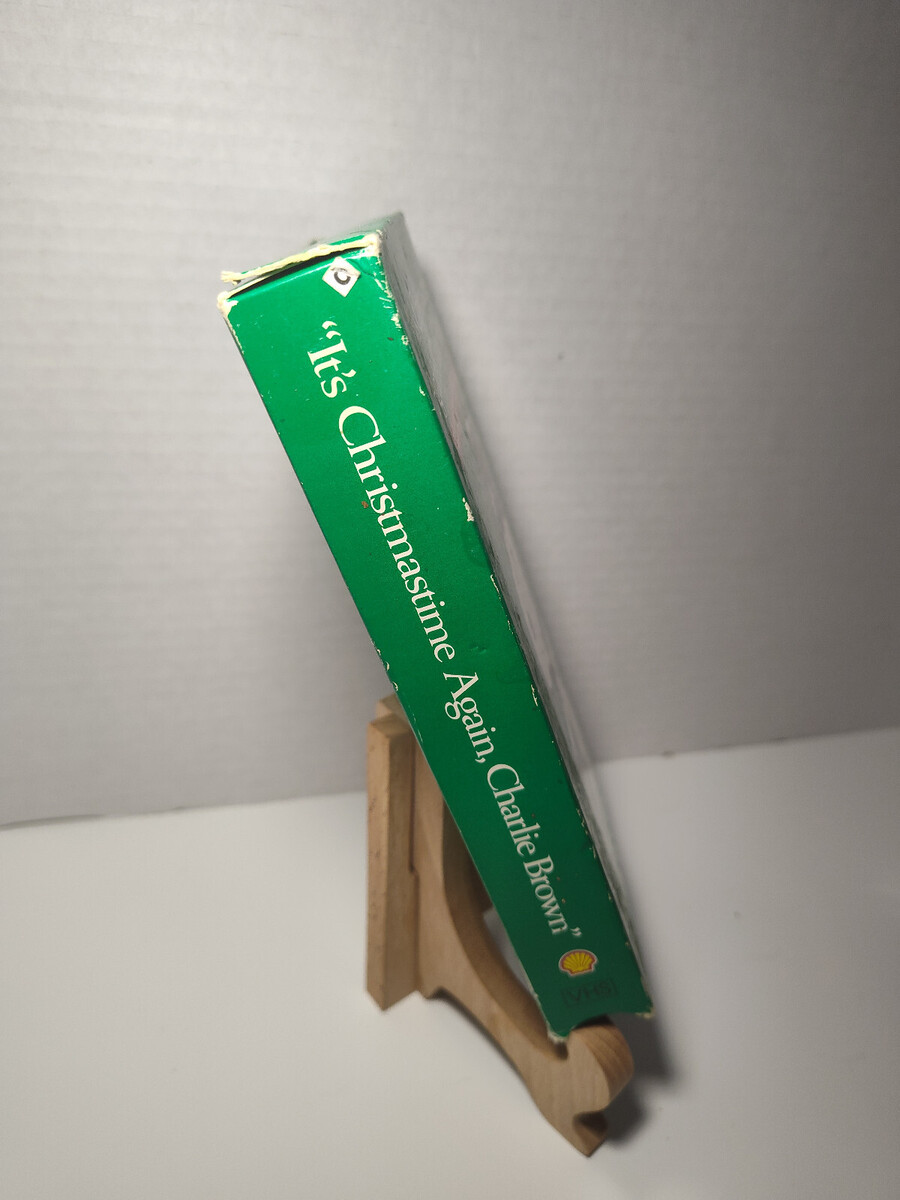 “It's Christmastime Again, Charlie Brown”
VHS